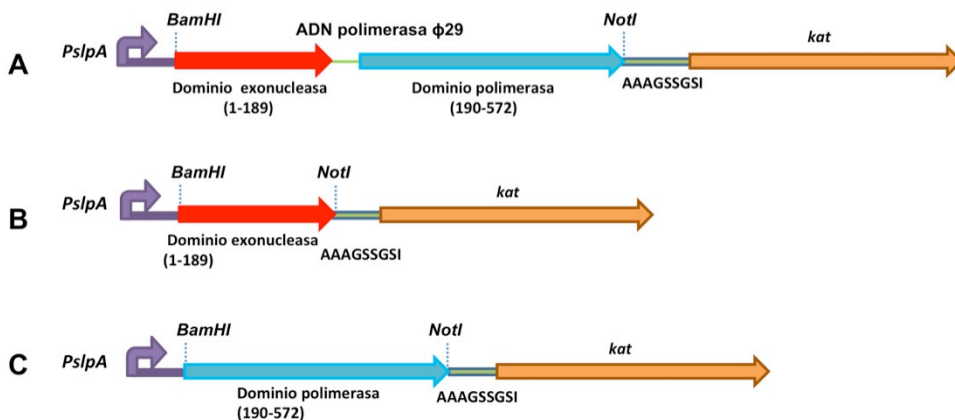 A
PslpA
BamHI
ADN polimerasa ɸ29
NotI
kat
Dominio exonucleasa
(1-189)
Dominio polimerasa
(190-572)
AAAGSSGSI
B
PslpA
BamHI
NotI
kat
Dominio exonucleasa
(1-189)
AAAGSSGSI
C
PslpA
BamHI
NotI
kat
Dominio polimerasa
(190-572)
AAAGSSGSI